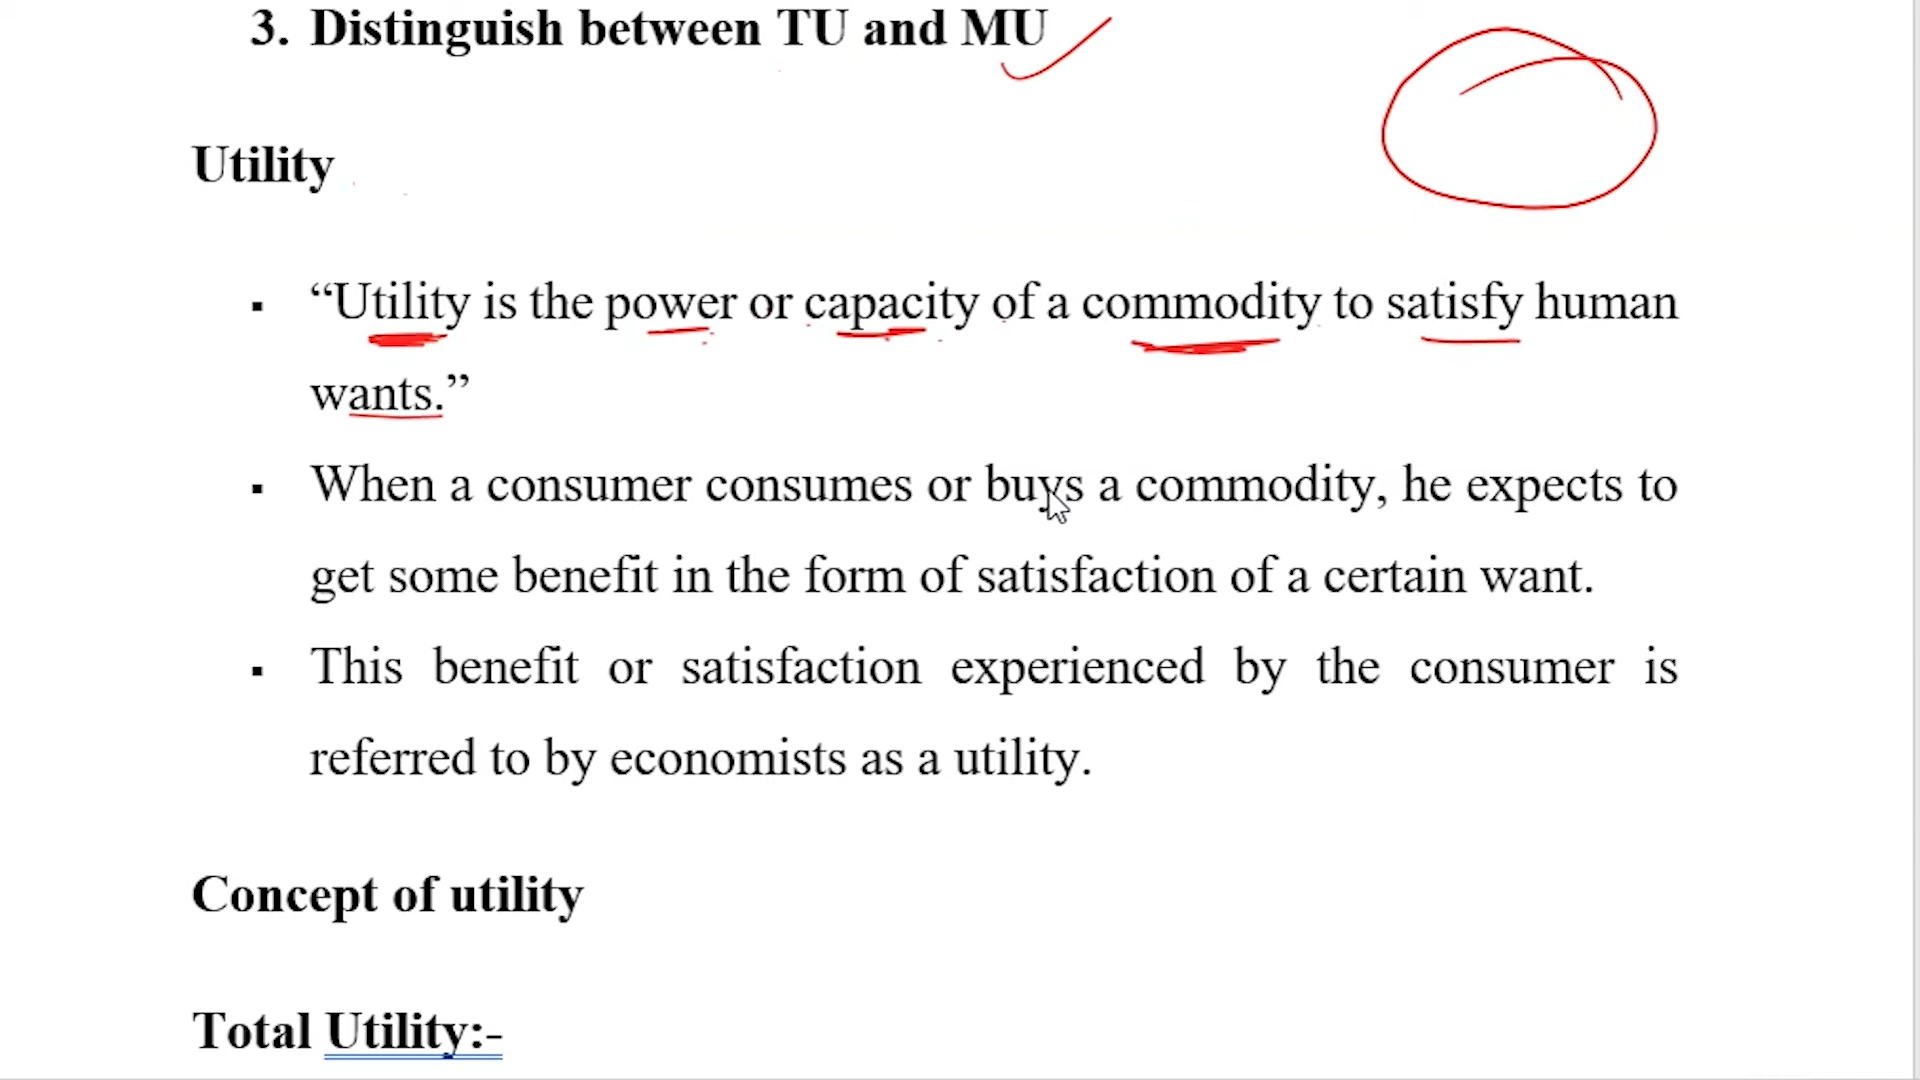 3. Distinguish between TU and MU
Utility
▪ “Utility is the power or capacity of a commodity to satisfy human
wants.”
▪ When a consumer consumes or buys a commodity, he expects to
get some benefit in the form of satisfaction of a certain want.
▪ This benefit or satisfaction experienced by the consumer is
referred to by economists as a utility.
Concept of utility
Total Utility:-